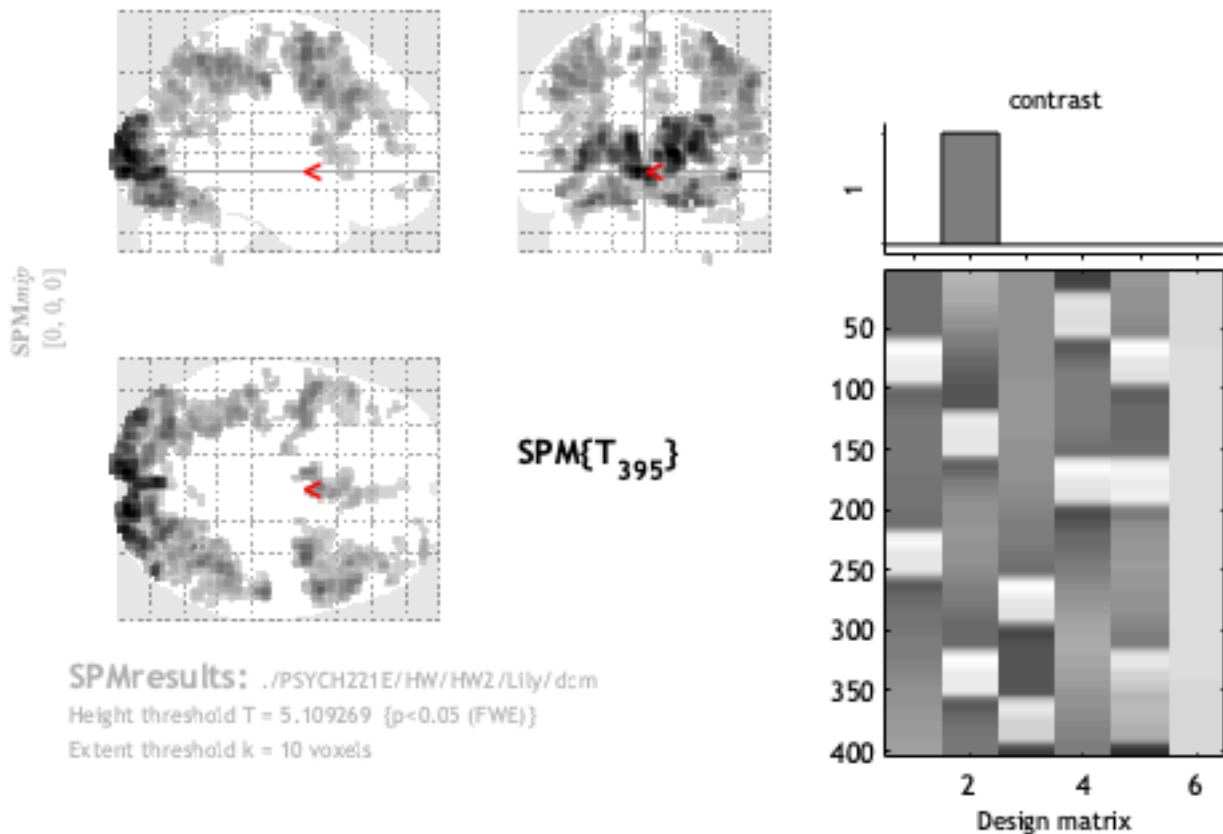 SPMmip
[0, 0, 0]
<
<
<
SPM{T395}
SPMresults: ./PSYCH221E/HW/HW2/Lily/dcm
Height threshold T = 5.109269 {p<0.05 (FWE)}
Extent threshold k = 10 voxels
contrast
1
50
100
150
200
250
300
350
400
2 4 6
Design matrix